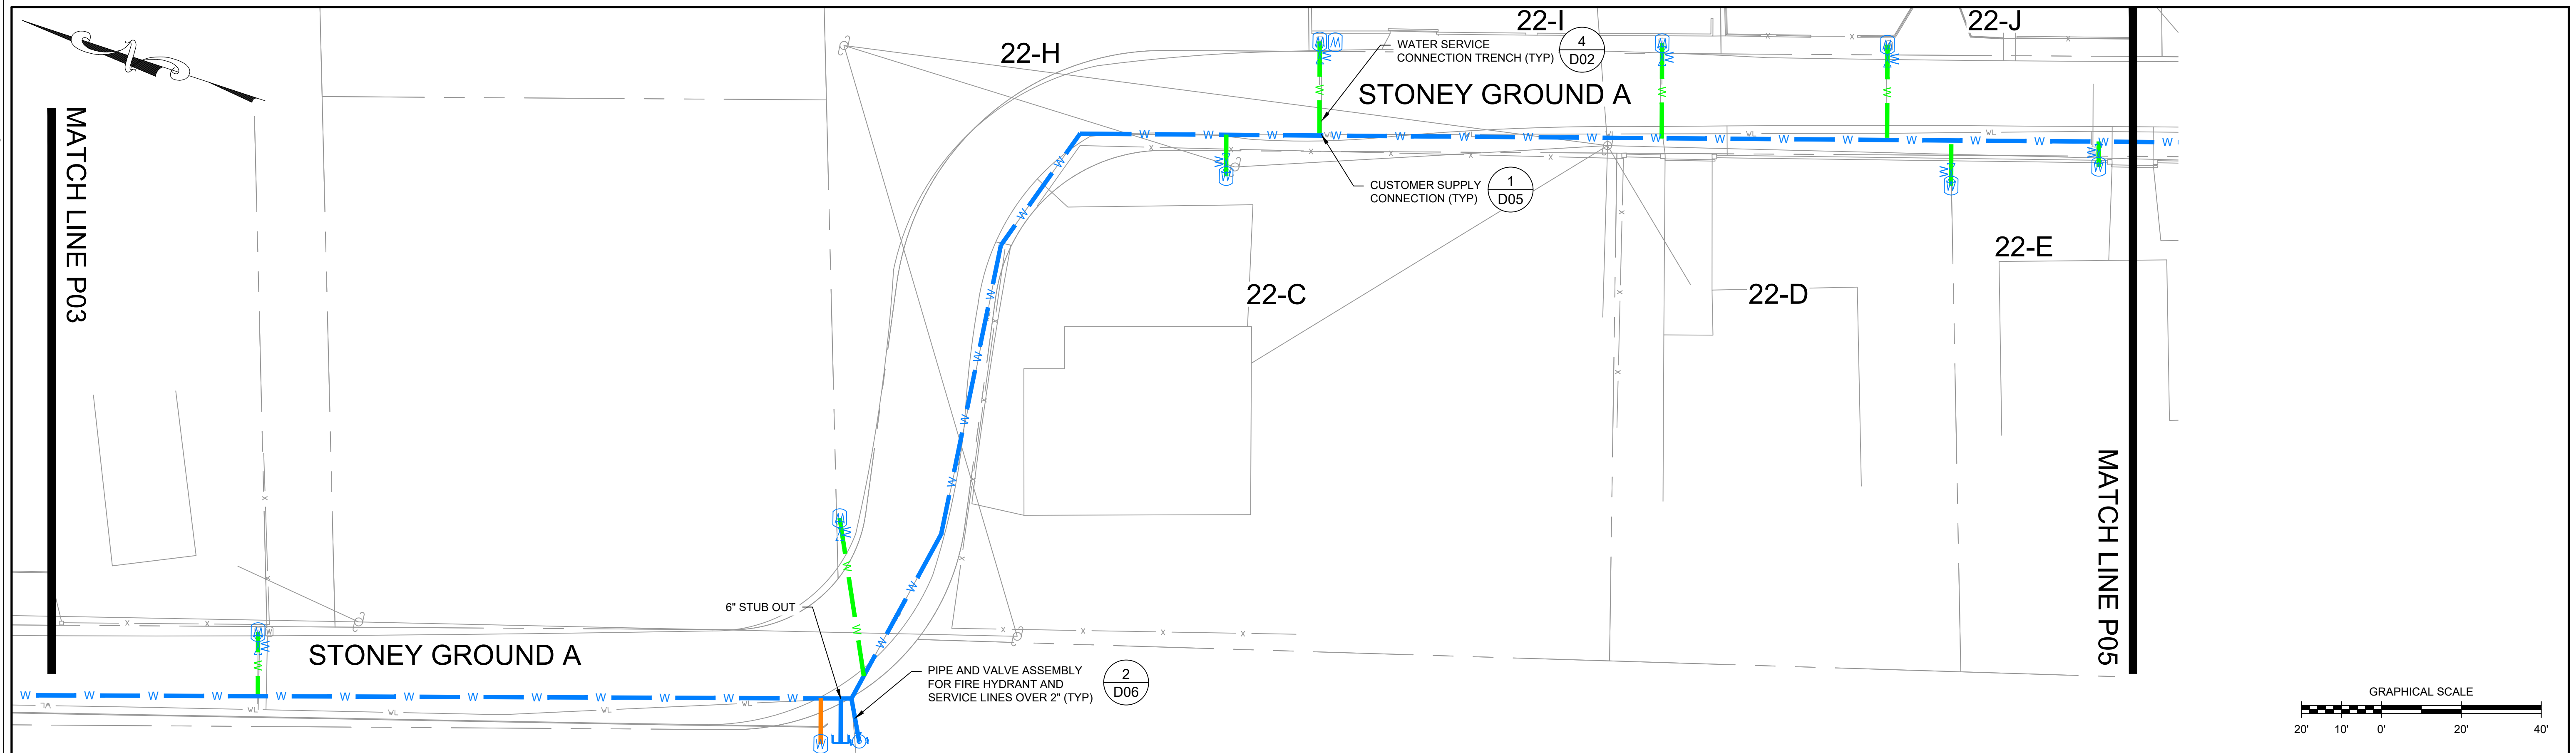 22-I
22-J
22-H
WATER SERVICE
CONNECTION TRENCH (TYP)
4
D02
STONEY GROUND A
MATCH LINE P03
CUSTOMER SUPPLY
CONNECTION (TYP)
1
D05
22-E
22-C
22-D
MATCH LINE P05
6" STUB OUT
STONEY GROUND A
PIPE AND VALVE ASSEMBLY
FOR FIRE HYDRANT AND
SERVICE LINES OVER 2" (TYP)
2
D06
GRAPHICAL SCALE
20' 10' 0' 20' 40'